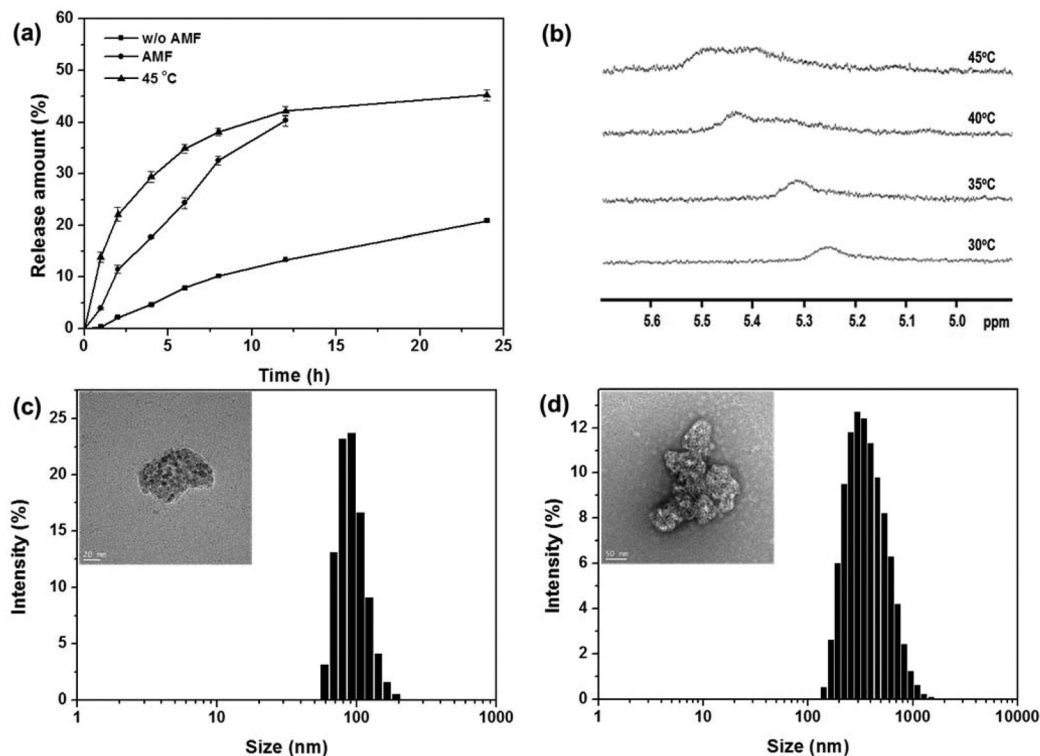 (a)
w/o AMF
AMF
45 °C
Release amount (%)
60
50
40
30
20
10
0
0 5 10 15 20 25
Time (h)
(b)
45°C
40°C
35°C
30°C
5.6 5.5 5.4 5.3 5.2 5.1 5.0 ppm
(c)
20 nm
Intensity (%)
25
20
15
10
5
0
1 10 100 1000
Size (nm)
(d)
50 nm
Intensity (%)
12
10
8
6
4
2
0
1 10 100 1000 10000
Size (nm)